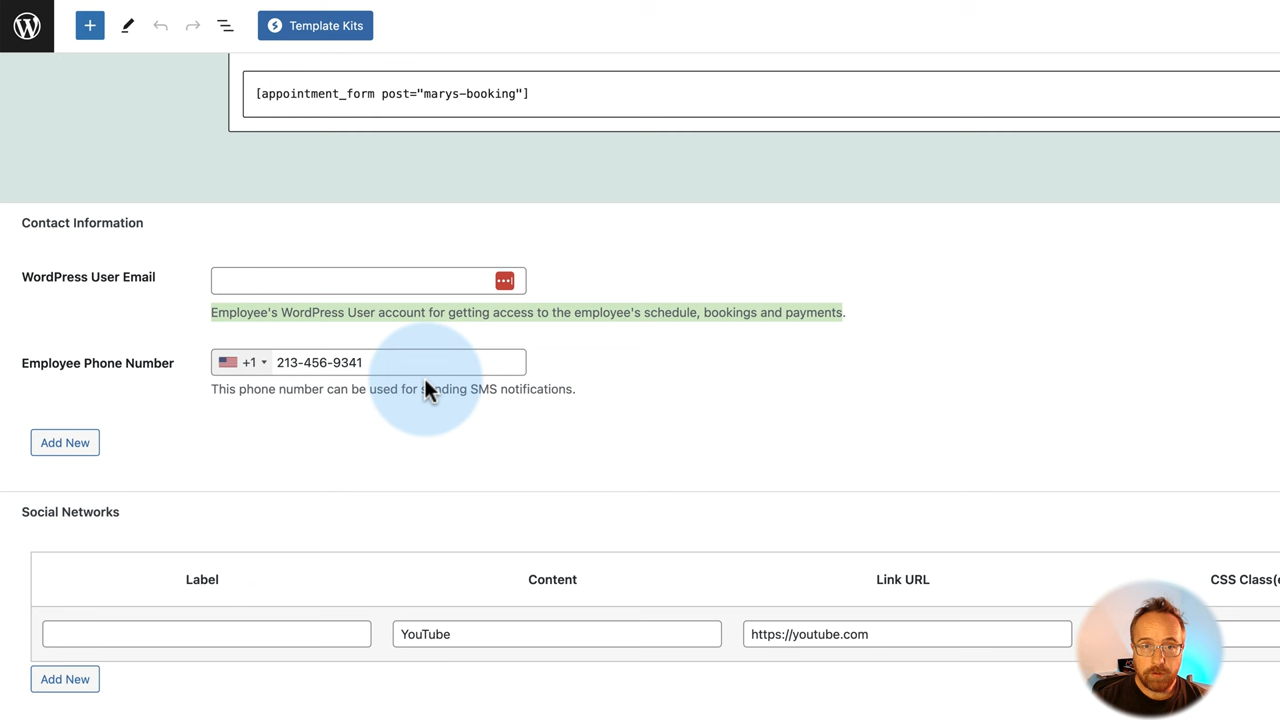 Template Kits
[appointment_form post="marys-booking"]
Contact Information
WordPress User Email
Employee's WordPress User account for getting access to the employee's schedule, bookings and payments.
Employee Phone Number +1 213-456-9341
This phone number can be used for sending SMS notifications.
Add New
Social Networks
Label Content Link URL CSS Class(e
YouTube https://youtube.com
Add New